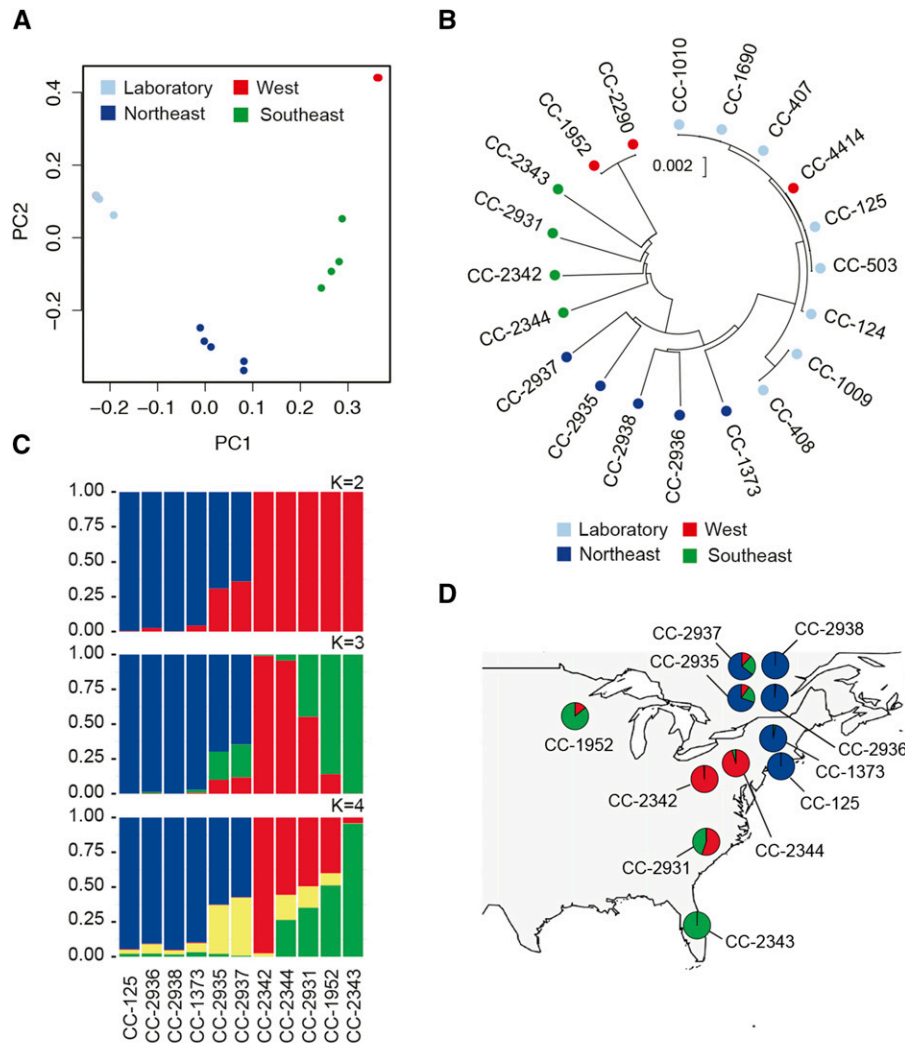 A
Laboratory
West
Northeast
Southeast
0.4
0.2
0.0
−0.2
PC2
−0.2
−0.1
0.0
0.1
0.2
0.3
PC1
B
CC-1010
CC-1690
CC-407
CC-4414
CC-125
CC-503
CC-124
CC-1009
CC-408
CC-1373
CC-2936
CC-2938
CC-2935
CC-2937
CC-2344
CC-2342
CC-2931
CC-2343
CC-1952
CC-2290
0.002
Laboratory
West
Northeast
Southeast
C
K=2
1.00
0.75
0.50
0.25
0.00
K=3
1.00
0.75
0.50
0.25
0.00
K=4
1.00
0.75
0.50
0.25
0.00
CC-125
CC-2936
CC-2938
CC-1373
CC-2935
CC-2937
CC-2342
CC-2344
CC-2931
CC-1952
CC-2343
D
CC-2937
CC-2938
CC-2935
CC-1952
CC-2936
CC-1373
CC-2342
CC-125
CC-2344
CC-2931
CC-2343